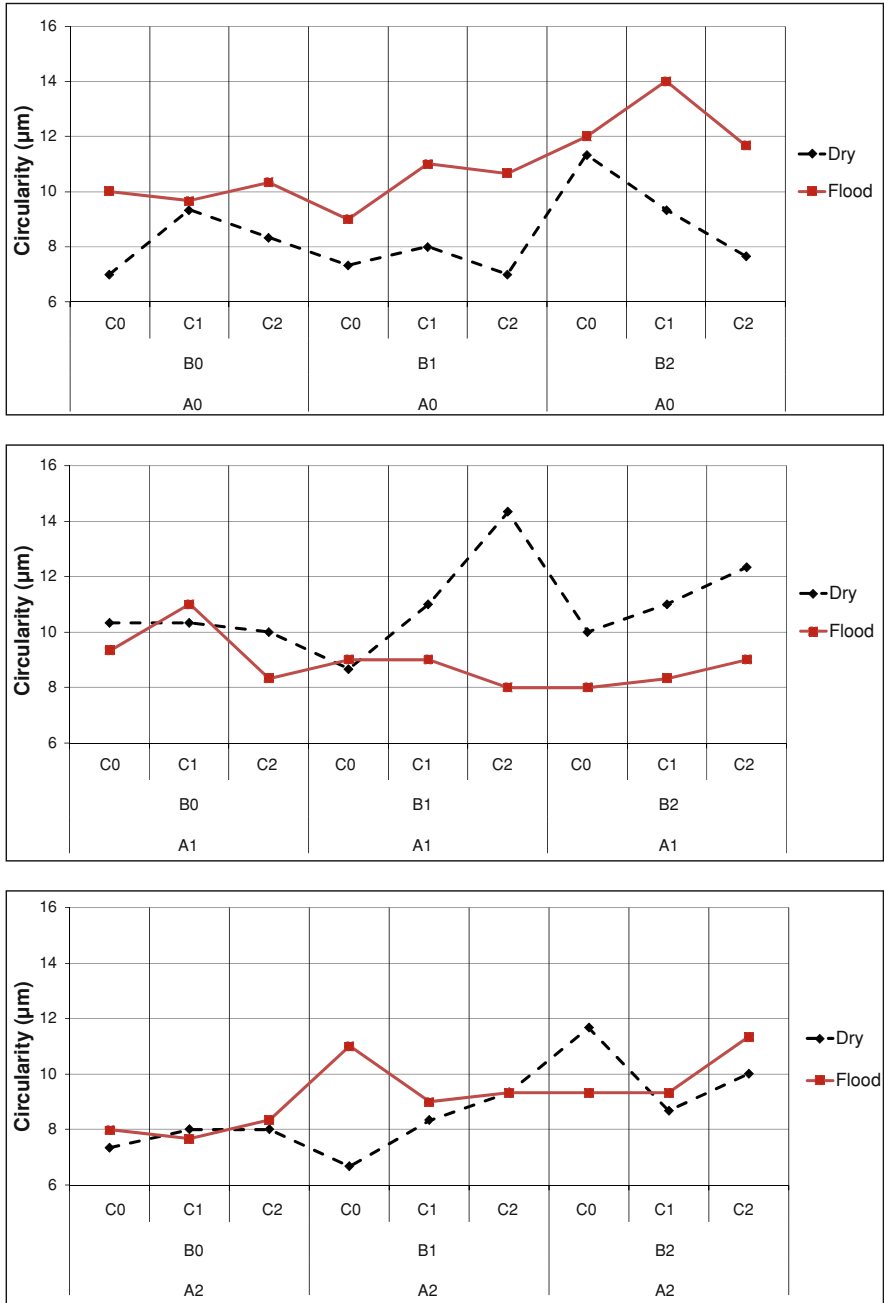 16
14
12
10
8
6
Circularity (µm)
C0 C1 C2 C0 C1 C2 C0 C1 C2
B0 B1 B2
A0 A0 A0
Dry
Flood
16
14
12
10
8
6
Circularity (µm)
C0 C1 C2 C0 C1 C2 C0 C1 C2
B0 B1 B2
A1 A1 A1
Dry
Flood
16
14
12
10
8
6
Circularity (µm)
C0 C1 C2 C0 C1 C2 C0 C1 C2
B0 B1 B2
A2 A2 A2
Dry
Flood